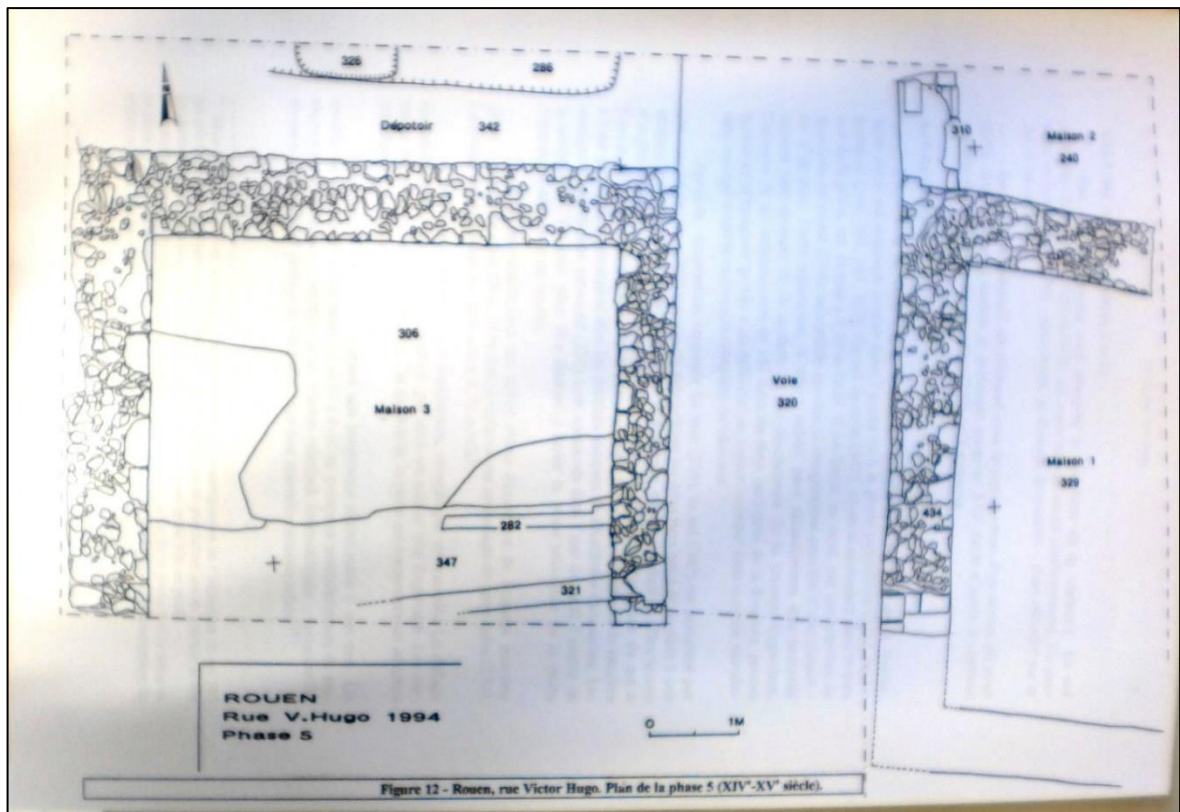 326 286
Dépotoir 342
310
Maison 2
240
306
Maison 3
Voie
320
Maison 1
329
434
282
347
321
ROUEN
Rue V.Hugo 1994
Phase 5
0 1M
Figure 12 - Rouen, rue Victor Hugo. Plan de la phase 5 (XIVe-XVe siècle).